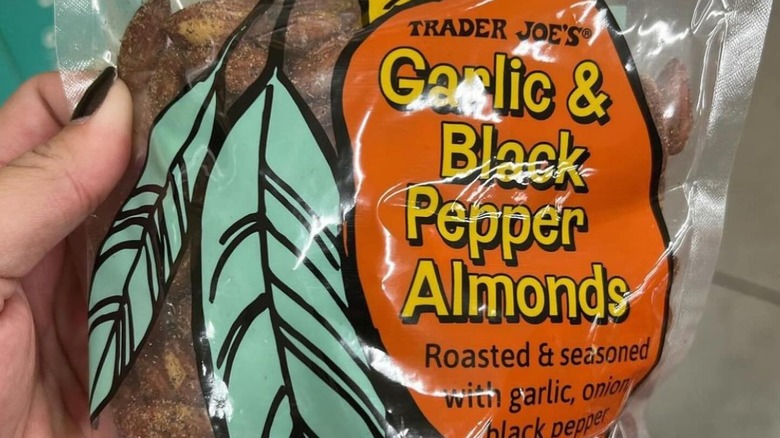 TRADER JOE'S®
Garlic &
Black
Pepper
Almonds
Roasted & seasoned
with garlic, onion
black pepper